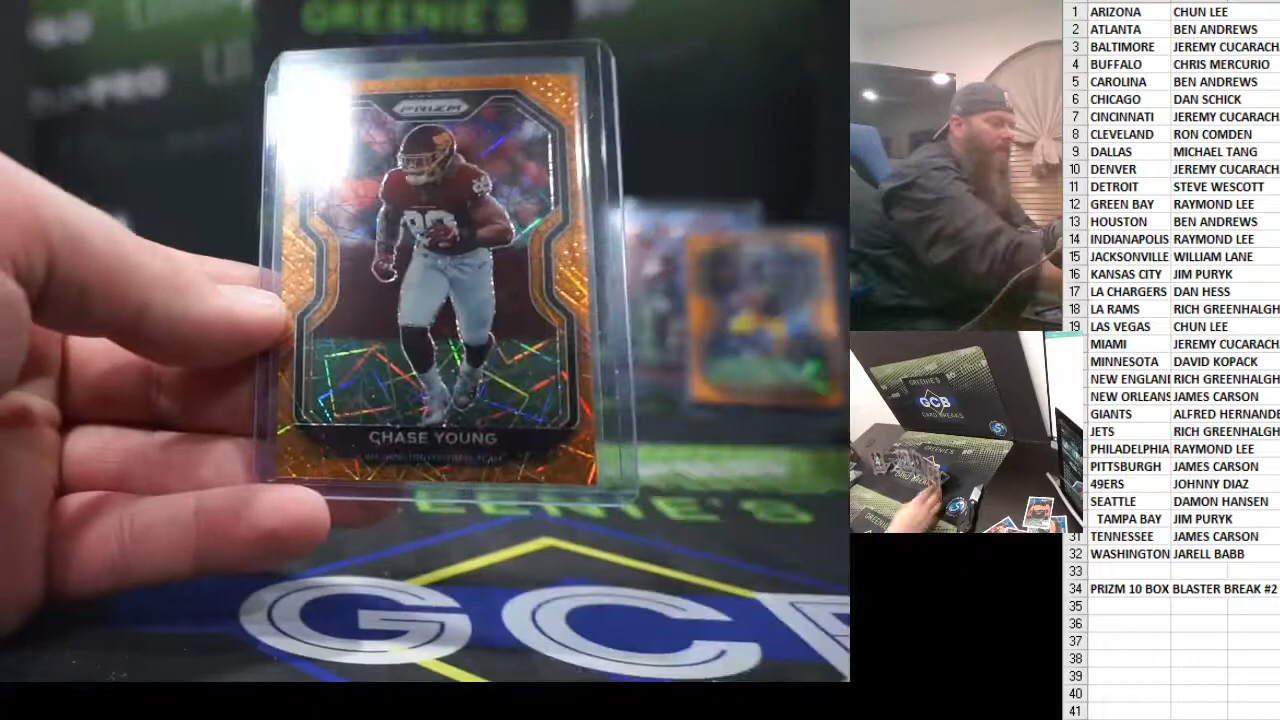 GREENIE'S
PRIZM
CHASE YOUNG
EENIE'S
GCB
GREENIE'S
GCB
CARD BREAKS
1 ARIZONA CHUN LEE
2 ATLANTA BEN ANDREWS
3 BALTIMORE JEREMY CUCARACH
4 BUFFALO CHRIS MERCURIO
5 CAROLINA BEN ANDREWS
6 CHICAGO DAN SCHICK
7 CINCINNATI JEREMY CUCARACH
8 CLEVELAND RON COMDEN
9 DALLAS MICHAEL TANG
10 DENVER JEREMY CUCARACH
11 DETROIT STEVE WESCOTT
12 GREEN BAY RAYMOND LEE
13 HOUSTON BEN ANDREWS
14 INDIANAPOLIS RAYMOND LEE
15 JACKSONVILLE WILLIAM LANE
16 KANSAS CITY JIM PURYK
17 LA CHARGERS DAN HESS
18 LA RAMS RICH GREENHALGH
19 LAS VEGAS CHUN LEE
MIAMI JEREMY CUCARACH
MINNESOTA DAVID KOPACK
NEW ENGLAND RICH GREENHALGH
NEW ORLEANS JAMES CARSON
GIANTS ALFRED HERNANDE
JETS RICH GREENHALGH
PHILADELPHIA RAYMOND LEE
PITTSBURGH JAMES CARSON
49ERS JOHNNY DIAZ
SEATTLE DAMON HANSEN
TAMPA BAY JIM PURYK
31 TENNESSEE JAMES CARSON
32 WASHINGTON JARELL BABB
33
34 PRIZM 10 BOX BLASTER BREAK #2
35
36
37
38
39
40
41